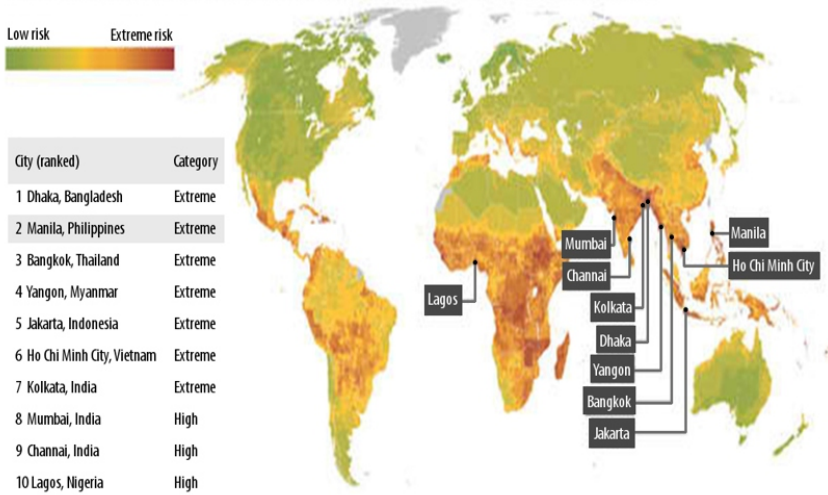 Low risk Extreme risk
City (ranked) Category
1 Dhaka, Bangladesh Extreme
2 Manila, Philippines Extreme
3 Bangkok, Thailand Extreme
4 Yangon, Myanmar Extreme
5 Jakarta, Indonesia Extreme
6 Ho Chi Minh City, Vietnam Extreme
7 Kolkata, India Extreme
8 Mumbai, India High
9 Channai, India High
10 Lagos, Nigeria High
Manila
Mumbai
Ho Chi Minh City
Channai
Lagos
Kolkata
Dhaka
Yangon
Bangkok
Jakarta